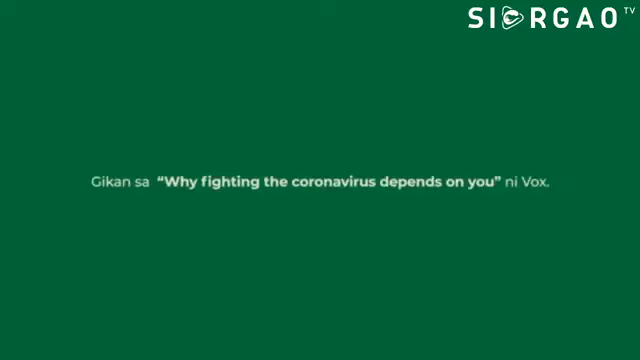 SIARGAO TV
Gikan sa “Why fighting the coronavirus depends on you” ni Vox.